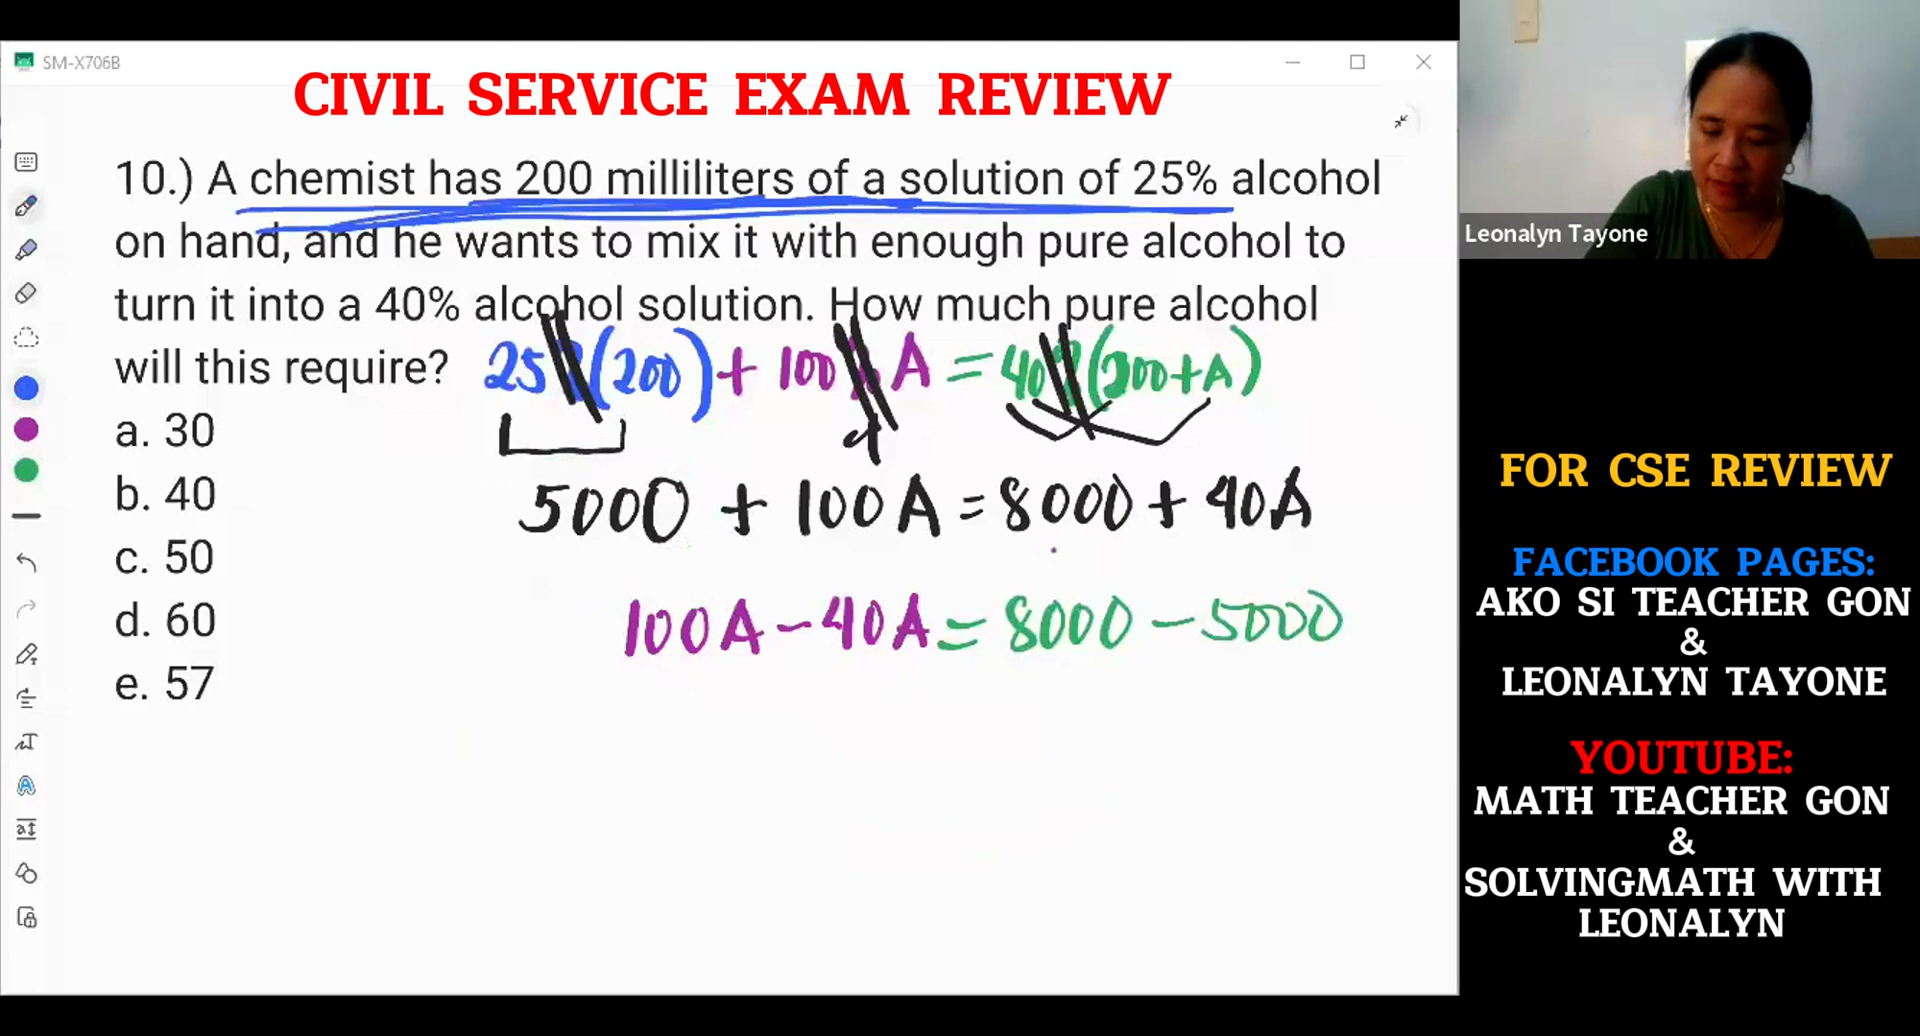 SM-X706B
CIVIL SERVICE EXAM REVIEW
10.) A chemist has 200 milliliters of a solution of 25% alcohol
on hand, and he wants to mix it with enough pure alcohol to
turn it into a 40% alcohol solution. How much pure alcohol
will this require?
25%(200) + 100% A = 40%(200+A)
a. 30
b. 40
5000 + 100A = 8000 + 40A
c. 50
d. 60
100A - 40A = 8000 - 5000
e. 57
Leonalyn Tayone
FOR CSE REVIEW
FACEBOOK PAGES:
AKO SI TEACHER GON
&
LEONALYN TAYONE
YOUTUBE:
MATH TEACHER GON
&
SOLVINGMATH WITH
LEONALYN